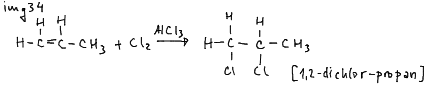 img34
H H H H
H-C=C-CH3 + Cl2 AlCl3 H-C-C-CH3
Cl Cl
[1,2-dichlor-propan]